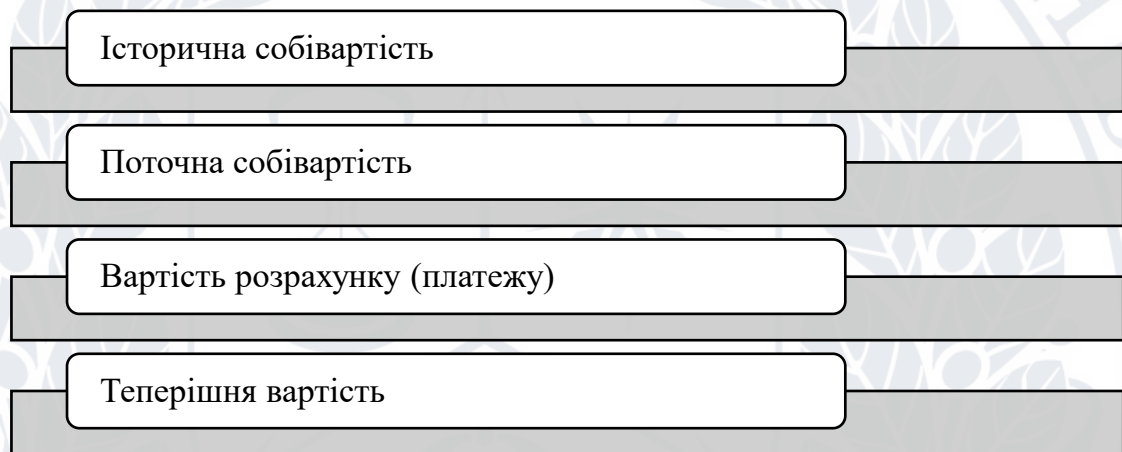 Історична собівартість
Поточна собівартість
Вартість розрахунку (платежу)
Теперішня вартість